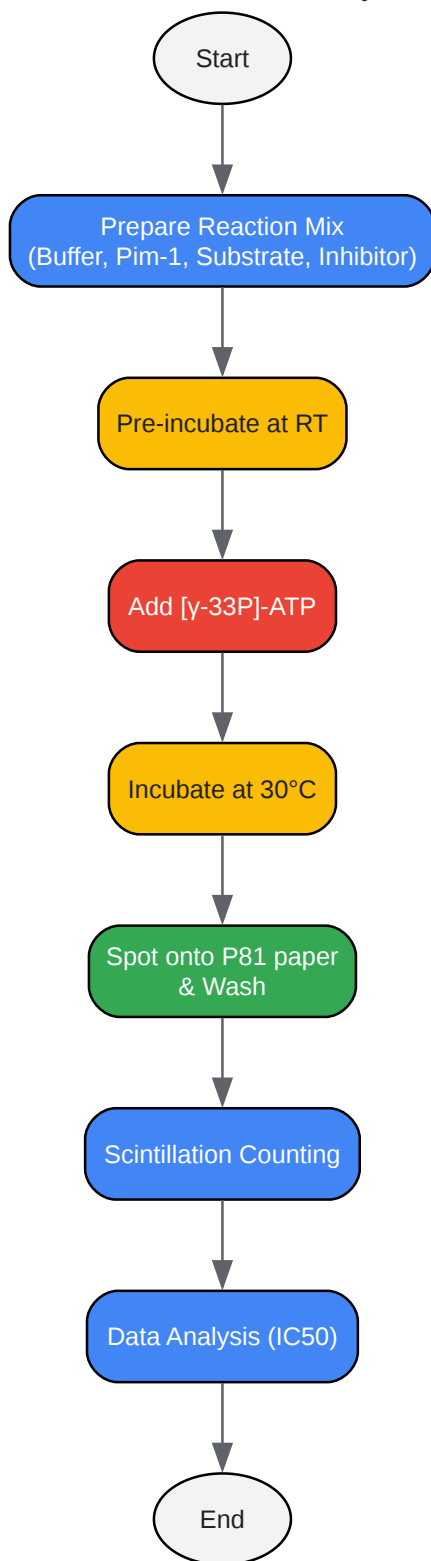 Start
Prepare Reaction Mix
(Buffer, Pim-1, Substrate, Inhibitor)
Pre-incubate at RT
Add [γ-33P]-ATP
Incubate at 30°C
Spot onto P81 paper
& Wash
Scintillation Counting
Data Analysis (IC50)
End